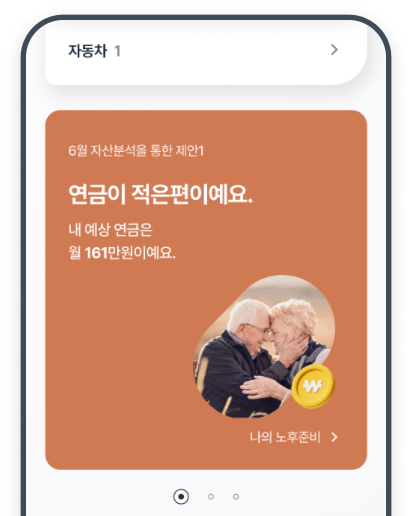 자동차 1
6월 자산분석을 통한 제안1
연금이 적은편이예요.
내 예상 연금은
월 161만원이예요.
₩
나의 노후준비